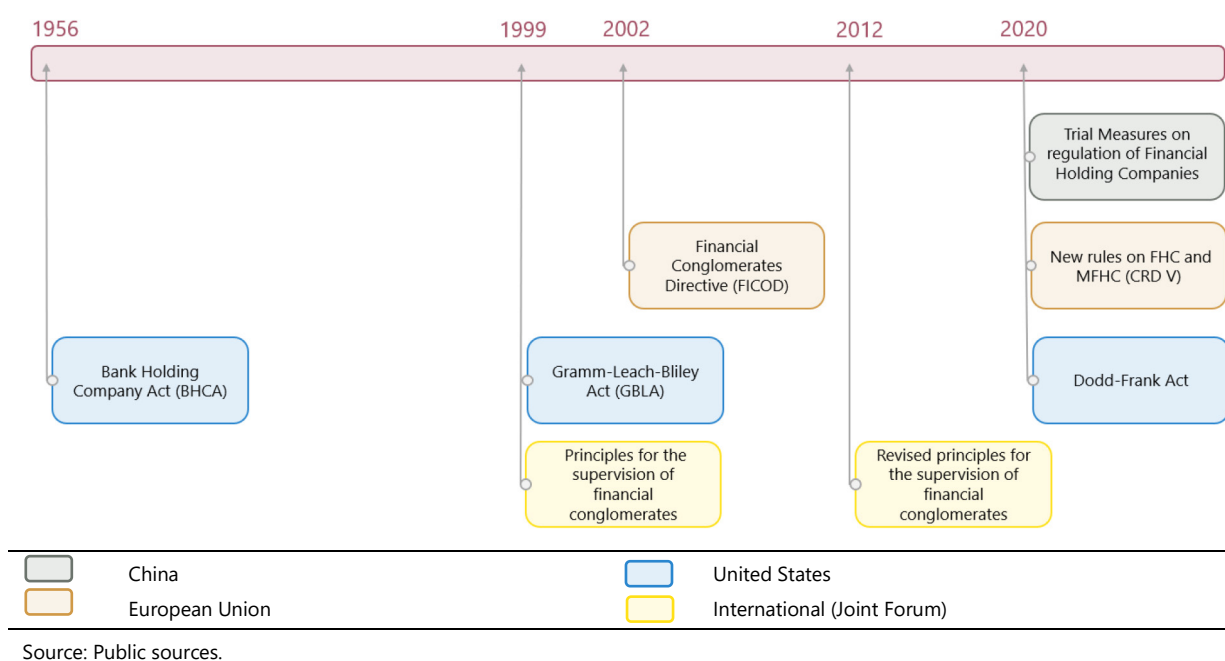 1956
1999
2002
2012
2020
Trial Measures on
regulation of Financial
Holding Companies
Financial
Conglomerates
Directive (FICOD)
New rules on FHC and
MFHC (CRD V)
Bank Holding
Company Act (BHCA)
Gramm-Leach-Bliley
Act (GBLA)
Dodd-Frank Act
Principles for the
supervision of
financial
conglomerates
Revised principles for
the supervision of
financial
conglomerates
China
United States
European Union
International (Joint Forum)
Source: Public sources.